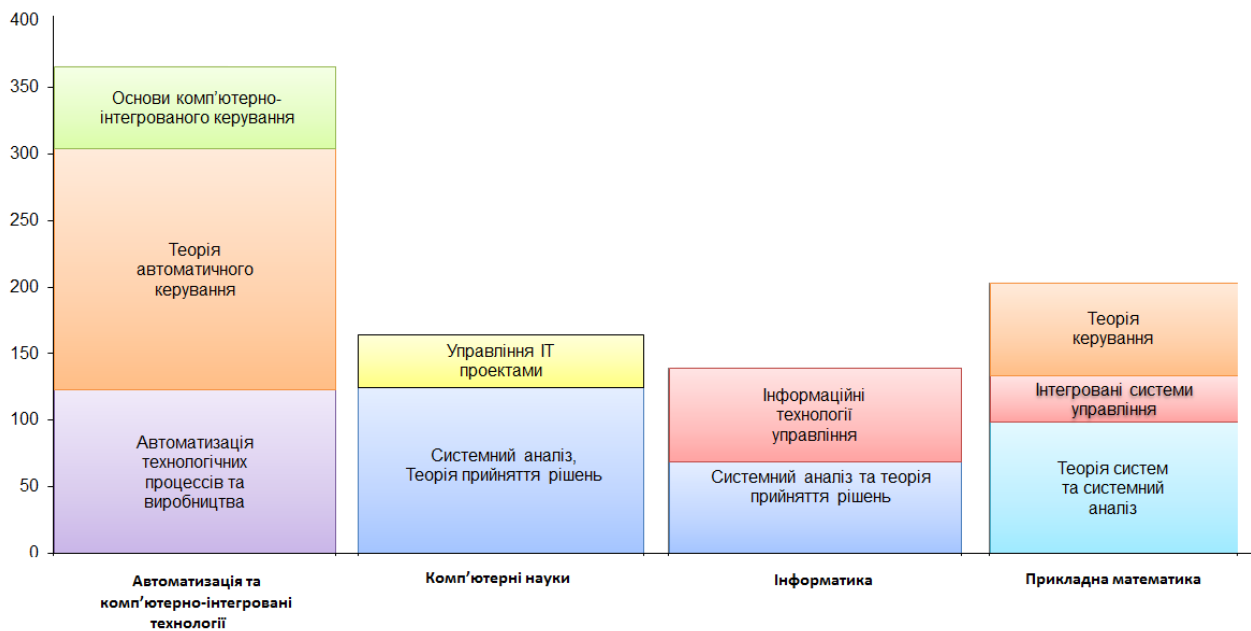 400
350
300
250
200
150
100
50
0
Основи комп’ютерно-
інтегрованого керування
Теорія
автоматичного
керування
Автоматизація
технологічних
процессів та
виробництва
Управління ІТ
проектами
Системний аналіз,
Теорія прийняття рішень
Інформаційні
технології
управління
Системний аналіз та теорія
прийняття рішень
Теорія
керування
Інтегровані системи
управління
Теорія систем
та системний
аналіз
Автоматизація та
комп’ютерно-інтегровані
технології
Комп’ютерні науки
Інформатика
Прикладна математика